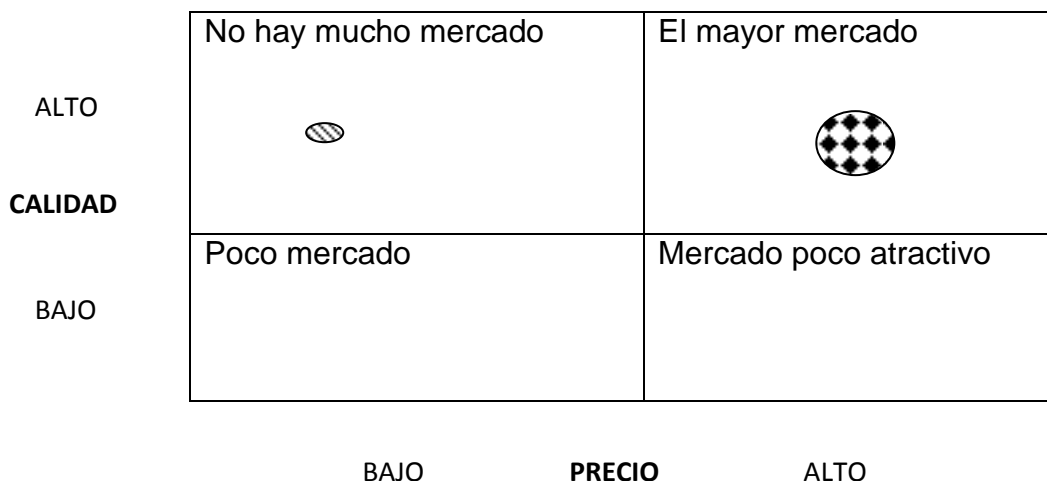 No hay mucho mercado
El mayor mercado
ALTO
CALIDAD
Poco mercado
Mercado poco atractivo
BAJO
BAJO
PRECIO
ALTO